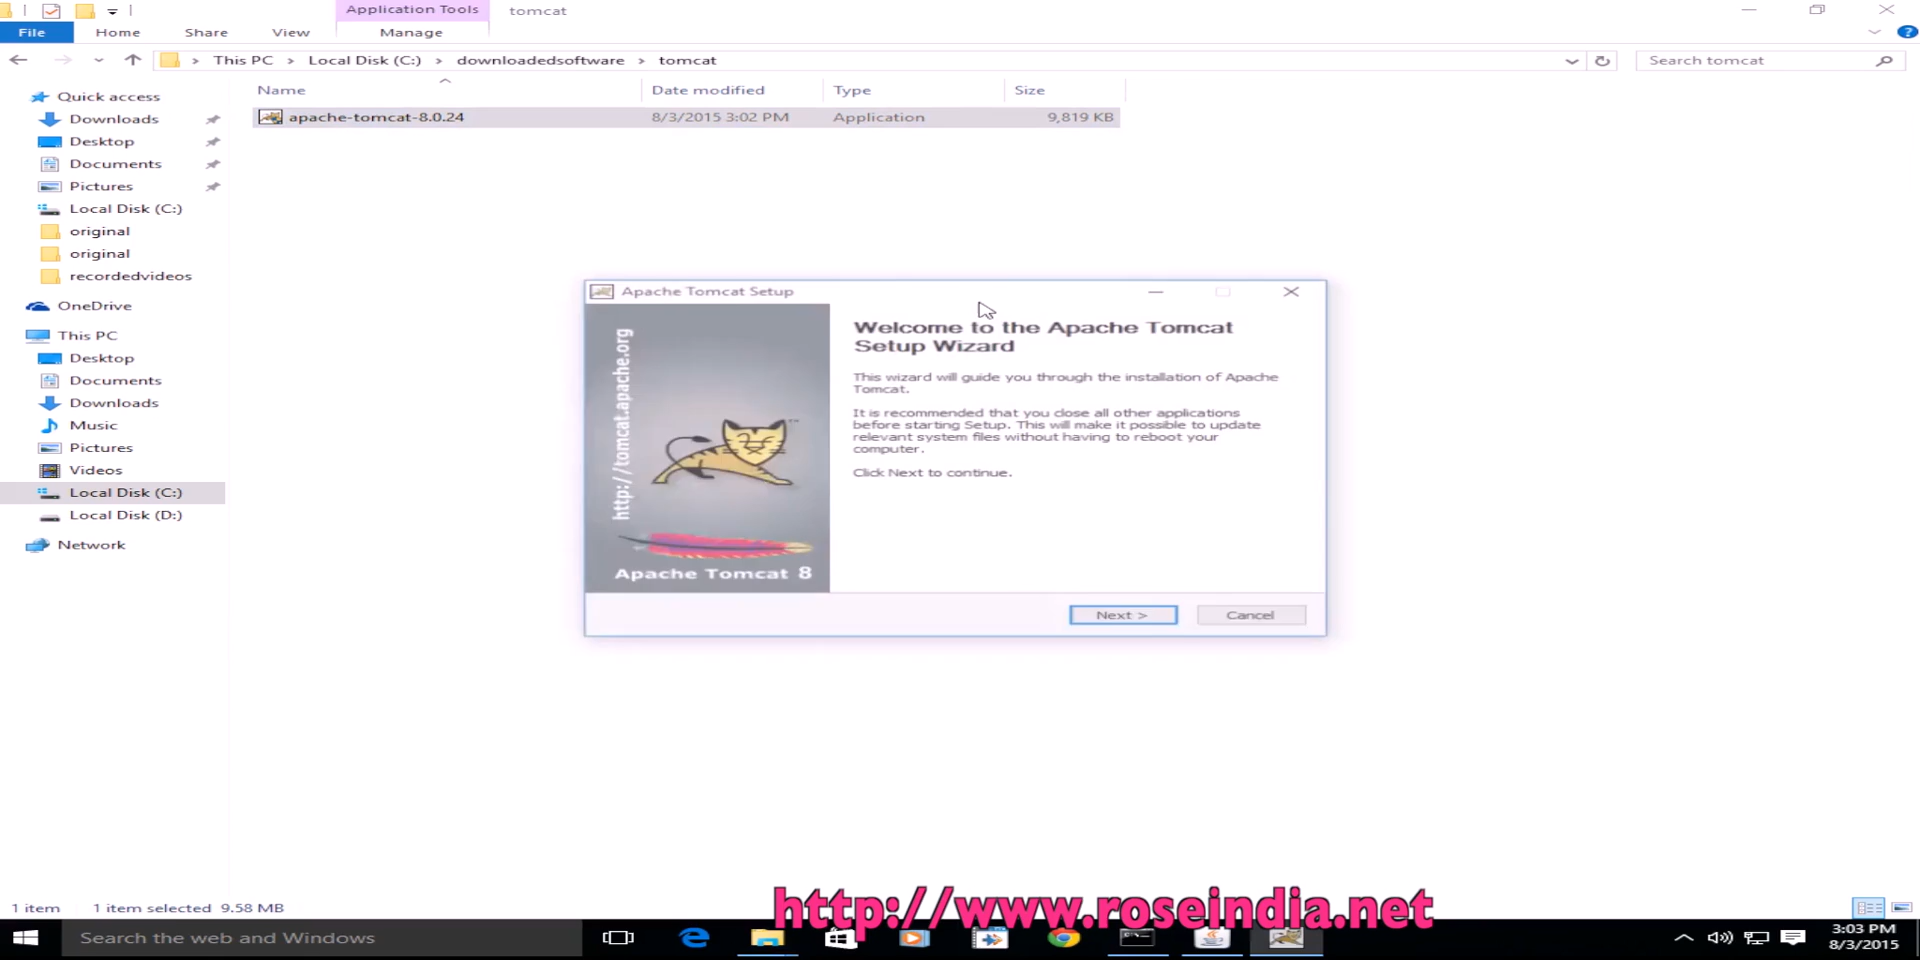 Application Tools
tomcat
File
Home
Share
View
Manage
This PC > Local Disk (C:) > downloadedsoftware > tomcat
Search tomcat
Name
Date modified
Type
Size
apache-tomcat-8.0.24
8/3/2015 3:02 PM
Application
9,819 KB
Quick access
Downloads
Desktop
Documents
Pictures
Local Disk (C:)
original
original
recordedvideos
OneDrive
This PC
Desktop
Documents
Downloads
Music
Pictures
Videos
Local Disk (C:)
Local Disk (D:)
Network
Apache Tomcat Setup
http://tomcat.apache.org
TM
Apache Tomcat 8
Welcome to the Apache Tomcat
Setup Wizard
This wizard will guide you through the installation of Apache
Tomcat.
It is recommended that you close all other applications
before starting Setup. This will make it possible to update
relevant system files without having to reboot your
computer.
Click Next to continue.
Next >
Cancel
1 item
1 item selected 9.58 MB
http://www.roseindia.net
Search the web and Windows
3:03 PM
8/3/2015